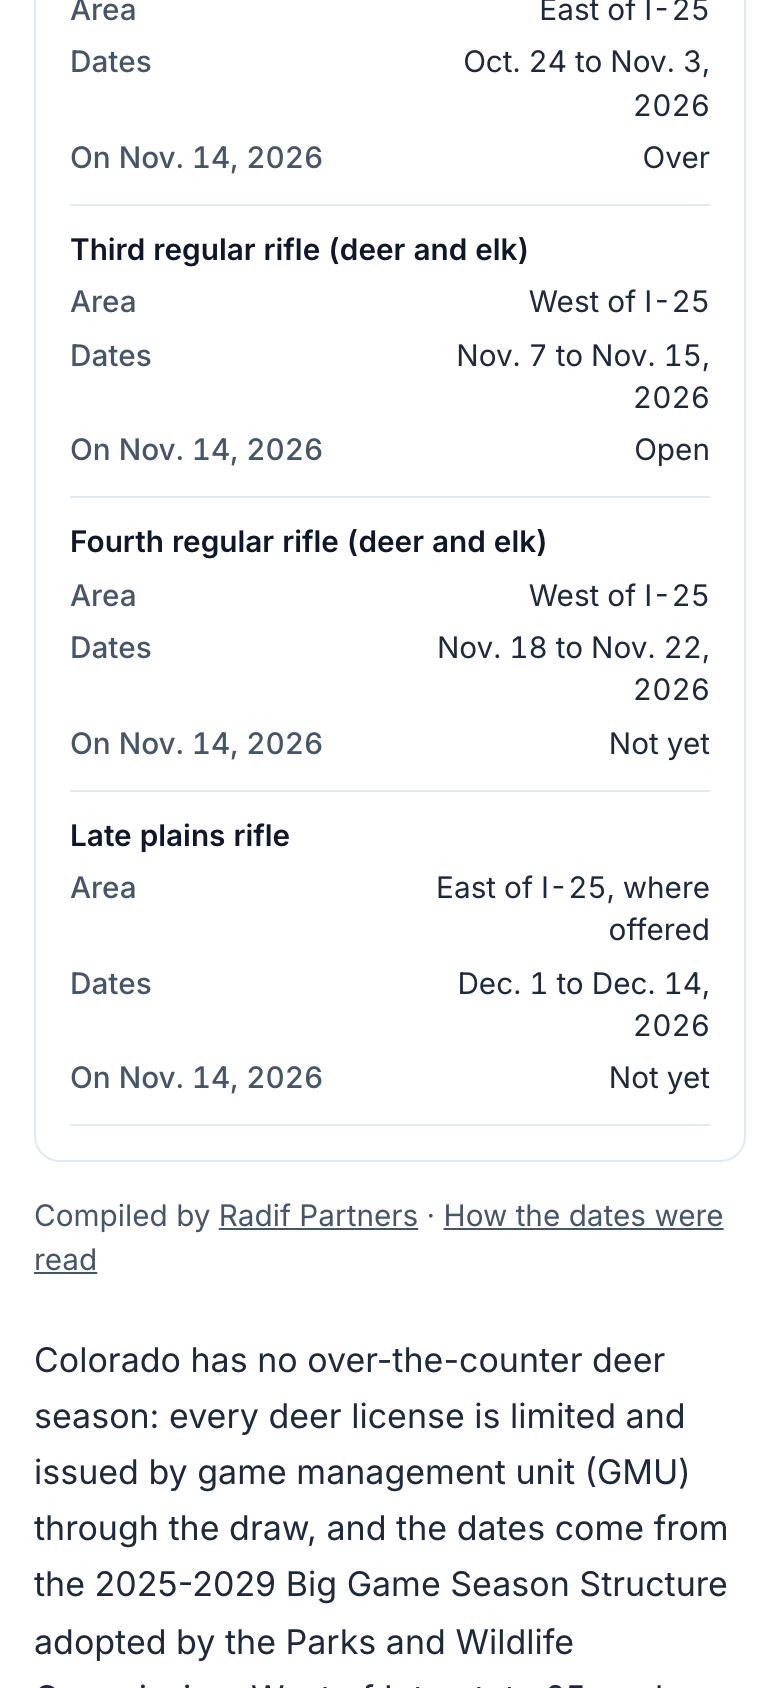 Area East of I-25
Dates Oct. 24 to Nov. 3,
2026
On Nov. 14, 2026 Over
Third regular rifle (deer and elk)
Area West of I-25
Dates Nov. 7 to Nov. 15,
2026
On Nov. 14, 2026 Open
Fourth regular rifle (deer and elk)
Area West of I-25
Dates Nov. 18 to Nov. 22,
2026
On Nov. 14, 2026 Not yet
Late plains rifle
Area East of I-25, where
offered
Dates Dec. 1 to Dec. 14,
2026
On Nov. 14, 2026 Not yet
Compiled by Radif Partners · How the dates were
read
Colorado has no over-the-counter deer
season: every deer license is limited and
issued by game management unit (GMU)
through the draw, and the dates come from
the 2025-2029 Big Game Season Structure
adopted by the Parks and Wildlife